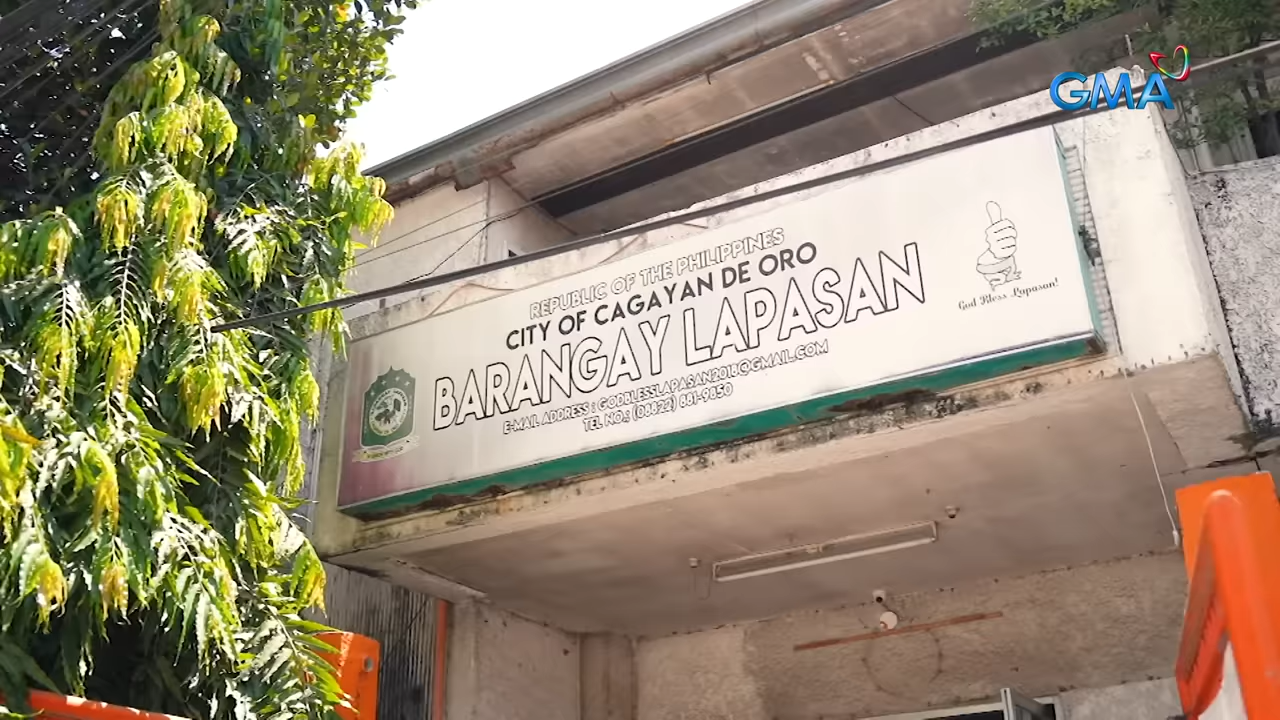 GMA
REPUBLIC OF THE PHILIPPINES
CITY OF CAGAYAN DE ORO
BARANGAY LAPASAN
E-MAIL ADDRESS : GODBLESSLAPASAN2018@GMAIL.COM
TEL NO.: (08822) 881-9850
God Bless Lapasan!